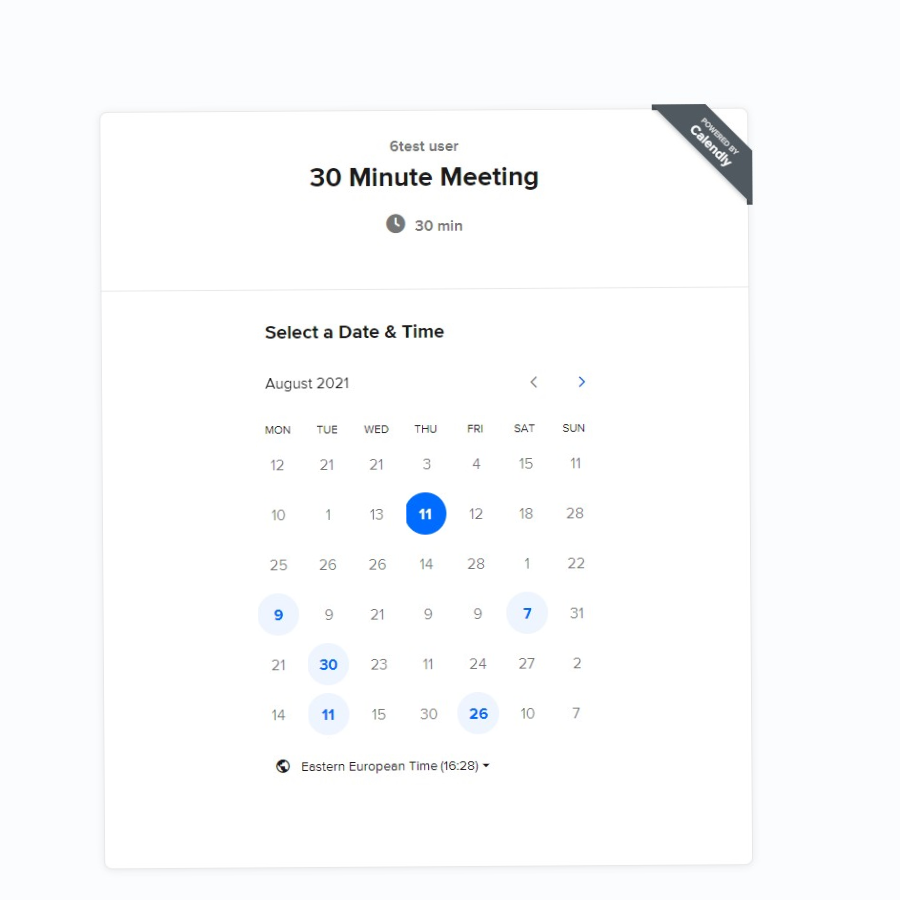 POWERED BY
Calendly
6test user
30 Minute Meeting
30 min
Select a Date & Time
August 2021
MON TUE WED THU FRI SAT SUN
12 21 21 3 4 15 11
10 1 13 11 12 18 28
25 26 26 14 28 1 22
9 9 21 9 9 7 31
21 30 23 11 24 27 2
14 11 15 30 26 10 7
Eastern European Time (16:28)